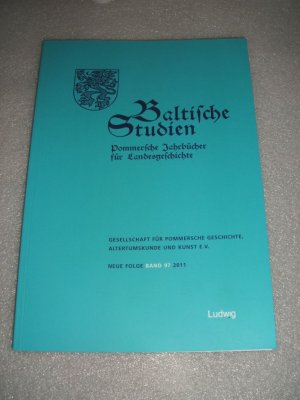 Baltische
Studien
Pommersche Jahrbücher
für Landesgeschichte
GESELLSCHAFT FÜR POMMERSCHE GESCHICHTE,
ALTERTUMSKUNDE UND KUNST E.V.
NEUE FOLGE BAND 97 2011
Ludwig